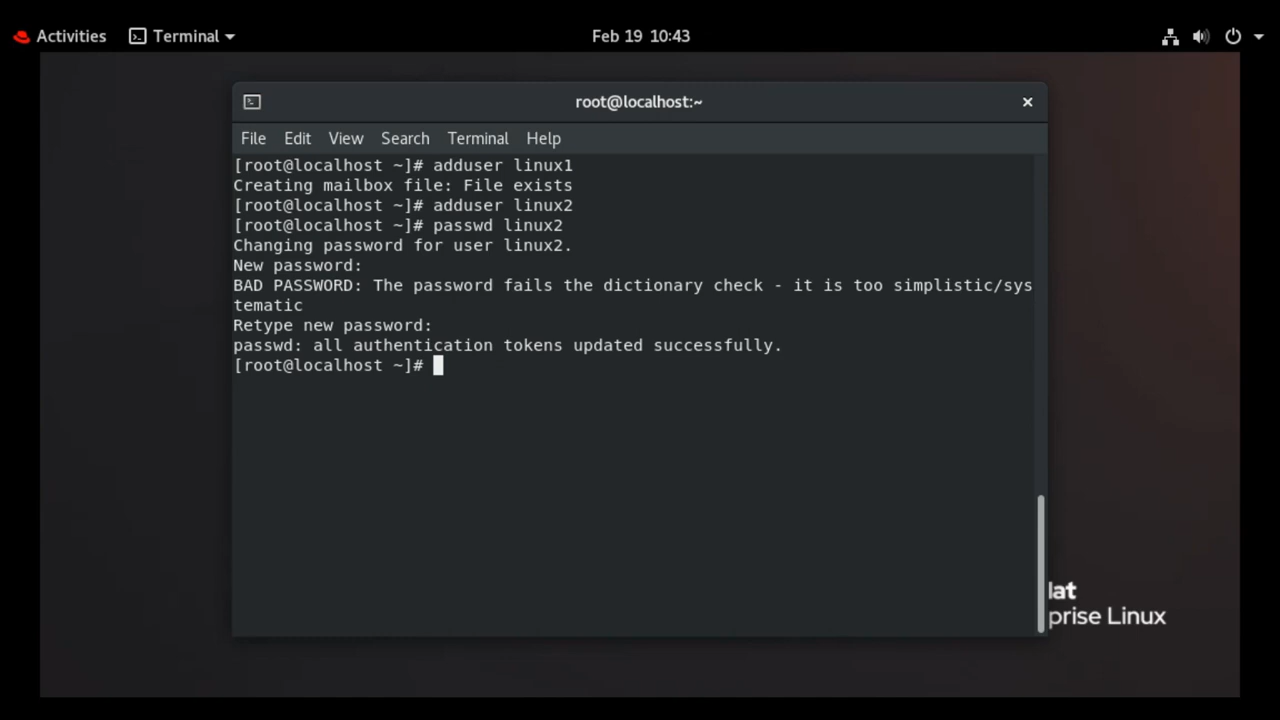 Activities Terminal Feb 19 10:43
root@localhost:~
File Edit View Search Terminal Help
[root@localhost ~]# adduser linux1
Creating mailbox file: File exists
[root@localhost ~]# adduser linux2
[root@localhost ~]# passwd linux2
Changing password for user linux2.
New password:
BAD PASSWORD: The password fails the dictionary check - it is too simplistic/sys
tematic
Retype new password:
passwd: all authentication tokens updated successfully.
[root@localhost ~]#
lat
prise Linux